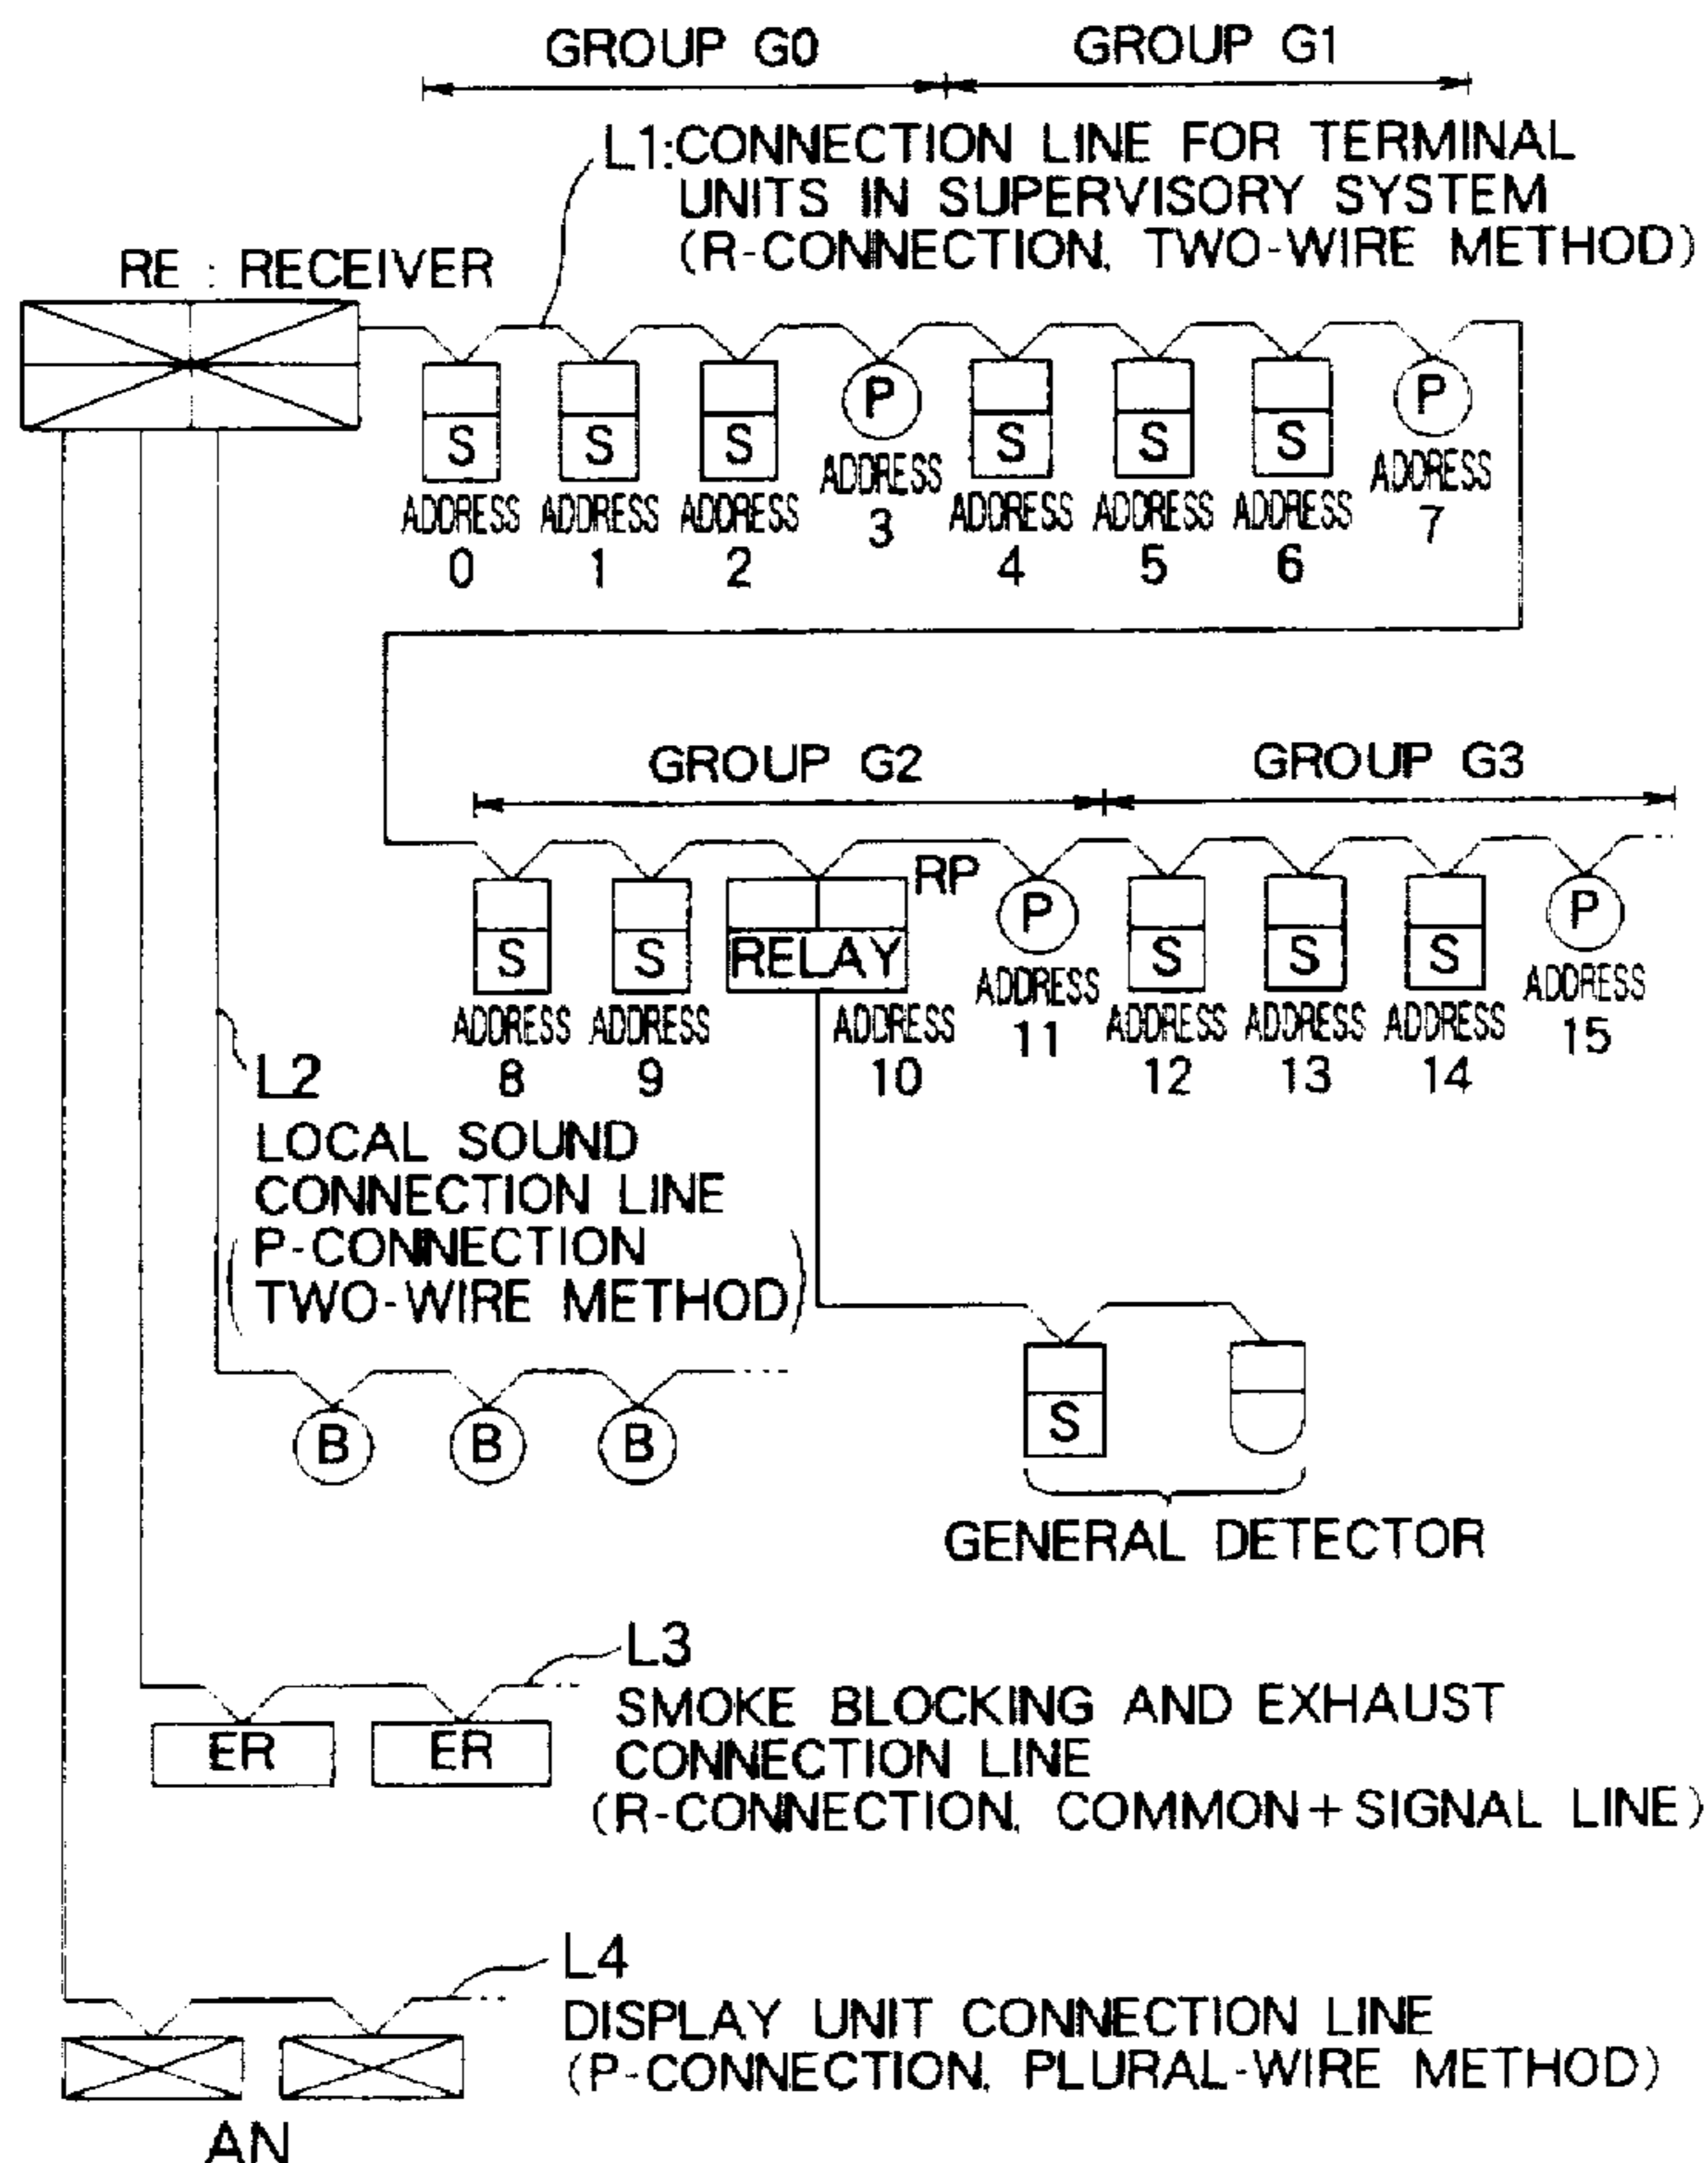 GROUP G0 GROUP G1
L1:CONNECTION LINE FOR TERMINAL
UNITS IN SUPERVISORY SYSTEM
(R-CONNECTION, TWO-WIRE METHOD)
RE : RECEIVER
S S S P S S S P
ADDRESS ADDRESS ADDRESS ADDRESS ADDRESS ADDRESS ADDRESS ADDRESS
0 1 2 3 4 5 6 7
GROUP G2 GROUP G3
RP
S S RELAY P S S S P
ADDRESS ADDRESS ADDRESS ADDRESS ADDRESS ADDRESS ADDRESS ADDRESS
8 9 10 11 12 13 14 15
L2
LOCAL SOUND
CONNECTION LINE
(P-CONNECTION
TWO-WIRE METHOD)
B B B
S
GENERAL DETECTOR
L3
SMOKE BLOCKING AND EXHAUST
CONNECTION LINE
(R-CONNECTION, COMMON+SIGNAL LINE)
ER ER
L4
DISPLAY UNIT CONNECTION LINE
(P-CONNECTION, PLURAL-WIRE METHOD)
AN